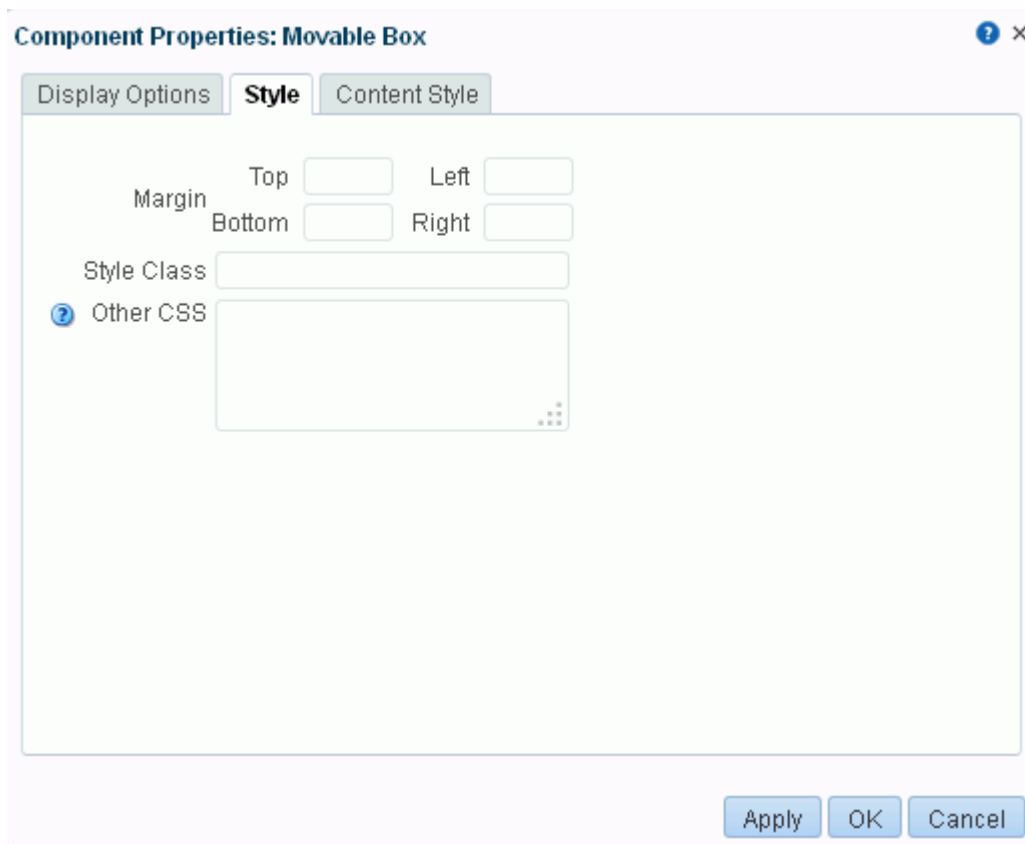 Component Properties: Movable Box
Display Options Style Content Style
Margin
Top Left
Bottom Right
Style Class
Other CSS
Apply OK Cancel